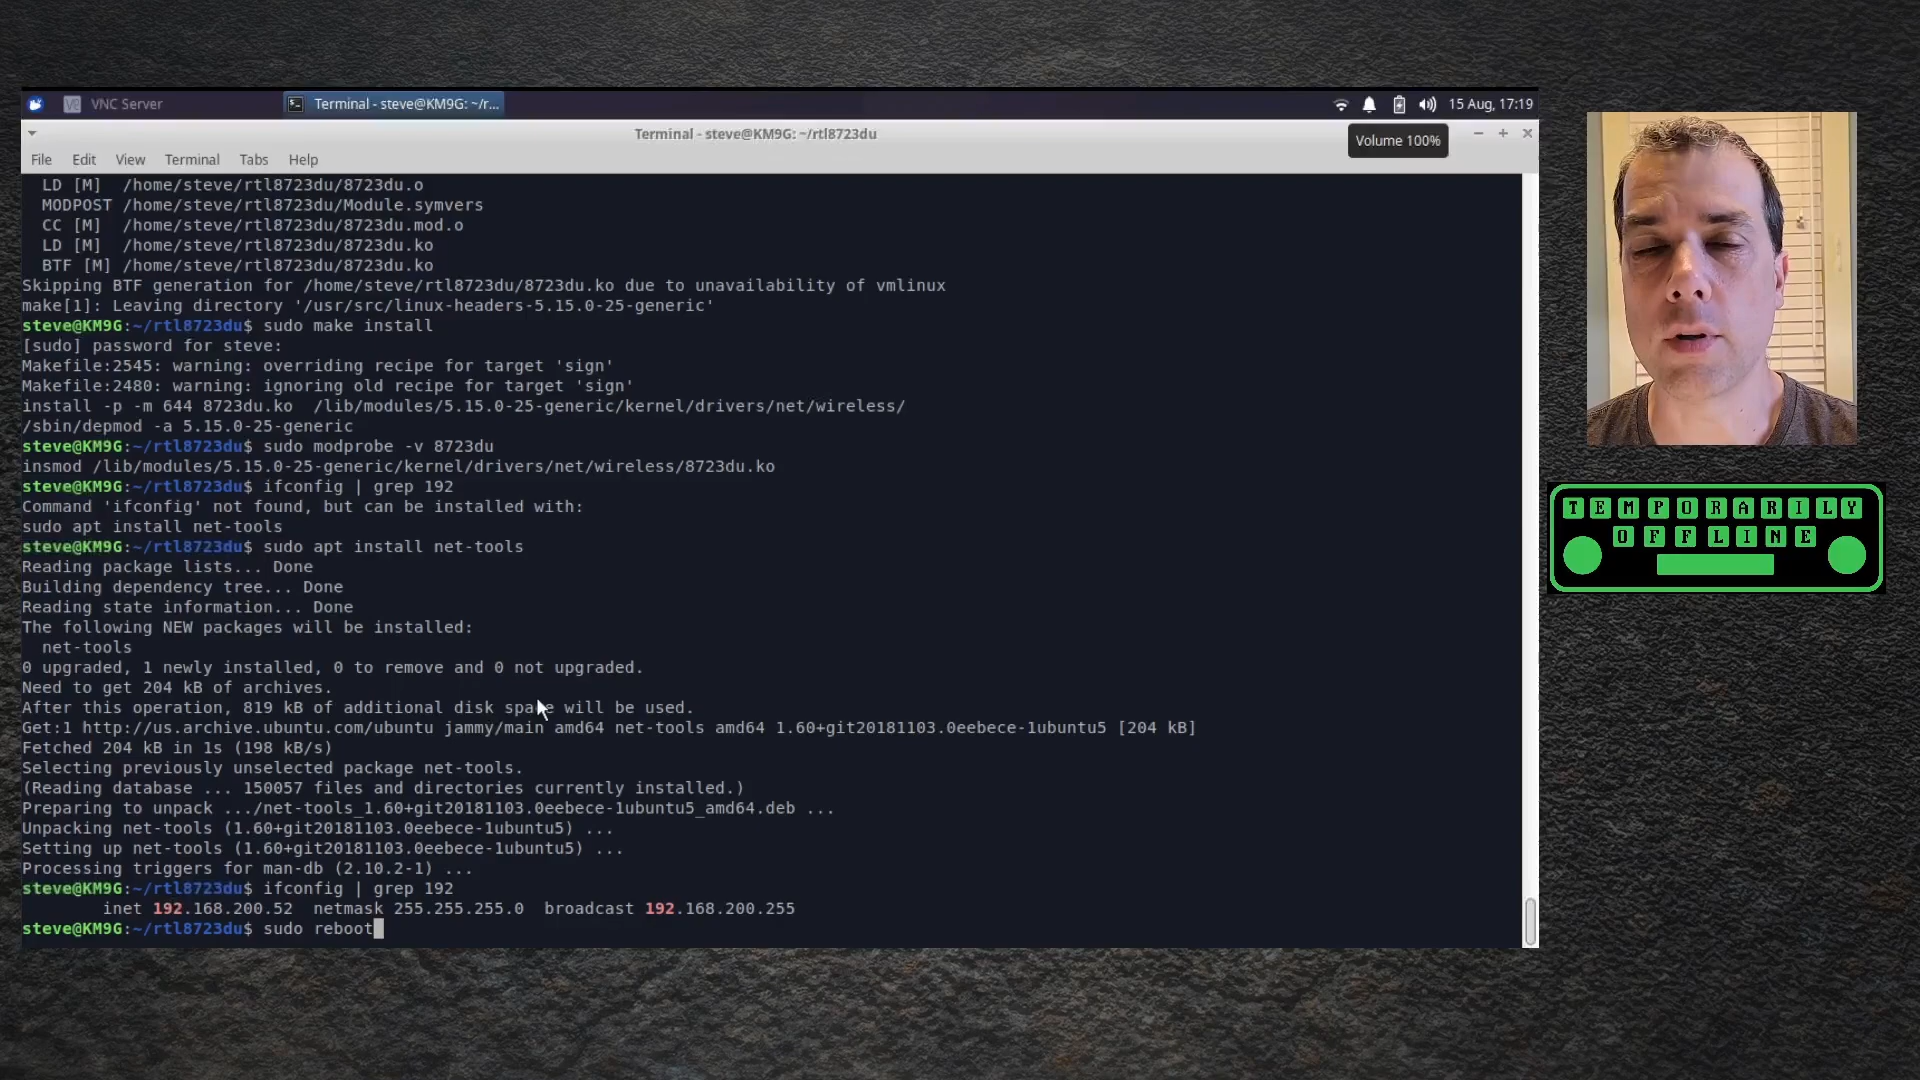 VNC Server
Terminal - steve@KM9G: ~/r...
15 Aug, 17:19
Terminal - steve@KM9G: ~/rtl8723du
Volume 100%
File Edit View Terminal Tabs Help
LD [M]  /home/steve/rtl8723du/8723du.o
MODPOST /home/steve/rtl8723du/Module.symvers
CC [M]  /home/steve/rtl8723du/8723du.mod.o
LD [M]  /home/steve/rtl8723du/8723du.ko
BTF [M] /home/steve/rtl8723du/8723du.ko
Skipping BTF generation for /home/steve/rtl8723du/8723du.ko due to unavailability of vmlinux
make[1]: Leaving directory '/usr/src/linux-headers-5.15.0-25-generic'
steve@KM9G:~/rtl8723du$ sudo make install
[sudo] password for steve:
Makefile:2545: warning: overriding recipe for target 'sign'
Makefile:2480: warning: ignoring old recipe for target 'sign'
install -p -m 644 8723du.ko  /lib/modules/5.15.0-25-generic/kernel/drivers/net/wireless/
/sbin/depmod -a 5.15.0-25-generic
steve@KM9G:~/rtl8723du$ sudo modprobe -v 8723du
insmod /lib/modules/5.15.0-25-generic/kernel/drivers/net/wireless/8723du.ko
steve@KM9G:~/rtl8723du$ ifconfig | grep 192
Command 'ifconfig' not found, but can be installed with:
sudo apt install net-tools
steve@KM9G:~/rtl8723du$ sudo apt install net-tools
Reading package lists... Done
Building dependency tree... Done
Reading state information... Done
The following NEW packages will be installed:
net-tools
0 upgraded, 1 newly installed, 0 to remove and 0 not upgraded.
Need to get 204 kB of archives.
After this operation, 819 kB of additional disk space will be used.
Get:1 http://us.archive.ubuntu.com/ubuntu jammy/main amd64 net-tools amd64 1.60+git20181103.0eebece-1ubuntu5 [204 kB]
Fetched 204 kB in 1s (198 kB/s)
Selecting previously unselected package net-tools.
(Reading database ... 150057 files and directories currently installed.)
Preparing to unpack .../net-tools_1.60+git20181103.0eebece-1ubuntu5_amd64.deb ...
Unpacking net-tools (1.60+git20181103.0eebece-1ubuntu5) ...
Setting up net-tools (1.60+git20181103.0eebece-1ubuntu5) ...
Processing triggers for man-db (2.10.2-1) ...
steve@KM9G:~/rtl8723du$ ifconfig | grep 192
inet 192.168.200.52  netmask 255.255.255.0  broadcast 192.168.200.255
steve@KM9G:~/rtl8723du$ sudo reboot
TEMPORARILY
OFFLINE